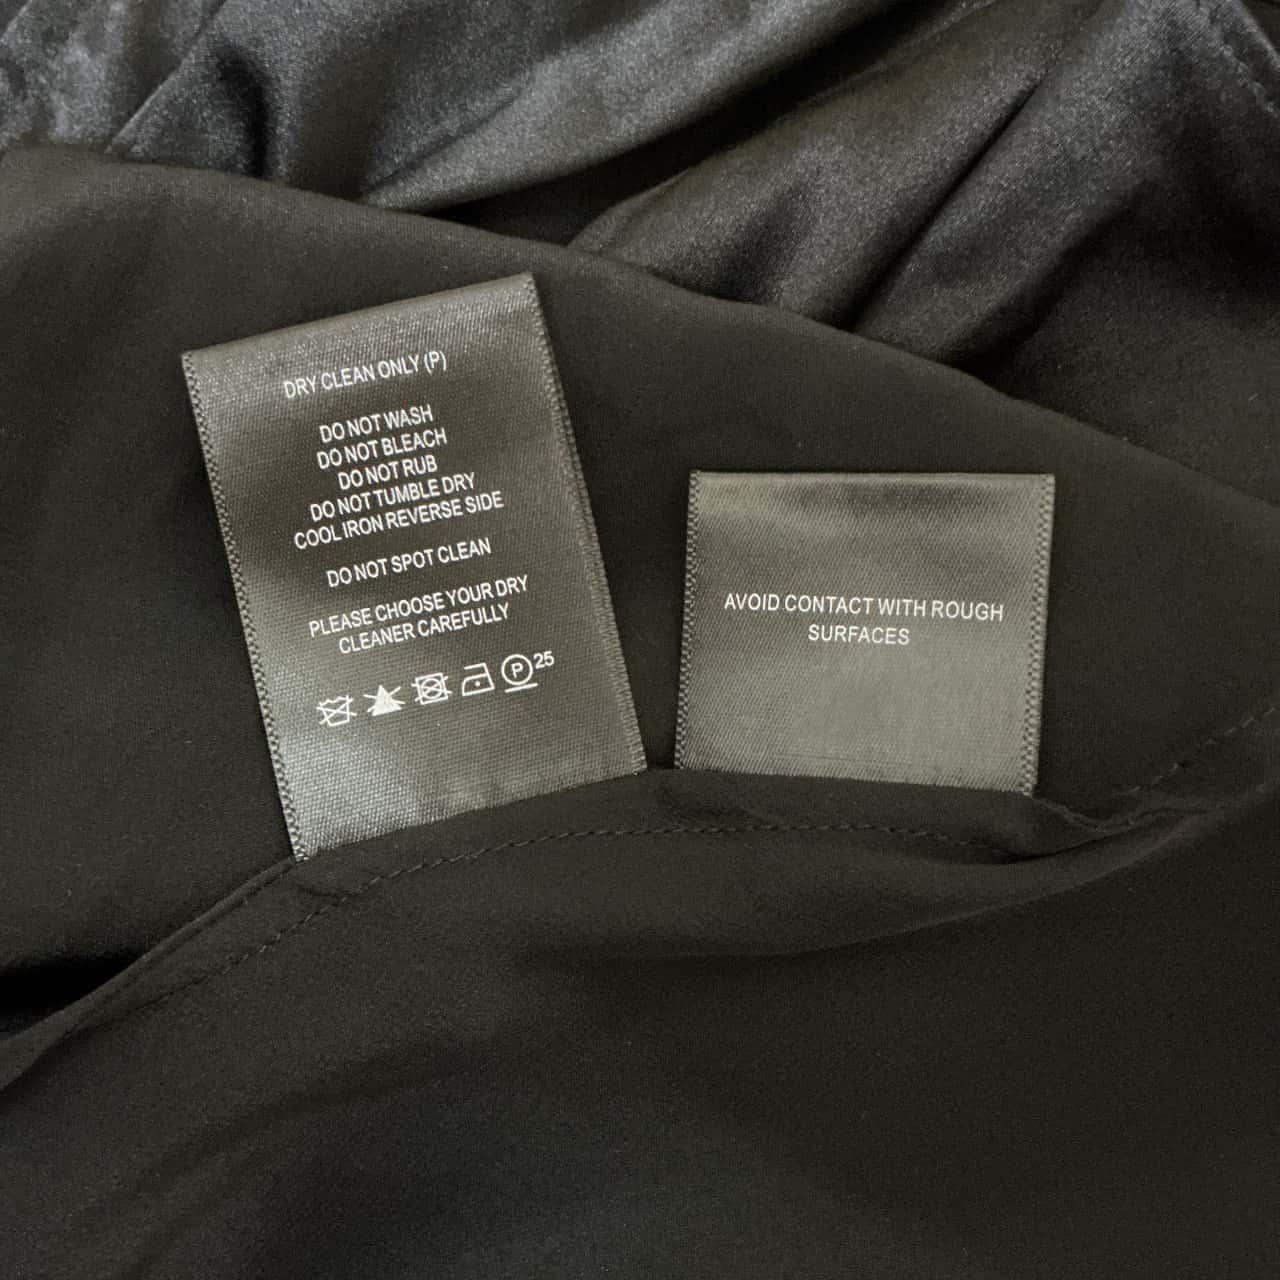 DRY CLEAN ONLY (P)
DO NOT WASH
DO NOT BLEACH
DO NOT RUB
DO NOT TUMBLE DRY
COOL IRON REVERSE SIDE
DO NOT SPOT CLEAN
PLEASE CHOOSE YOUR DRY
CLEANER CAREFULLY
P 25
AVOID CONTACT WITH ROUGH
SURFACES